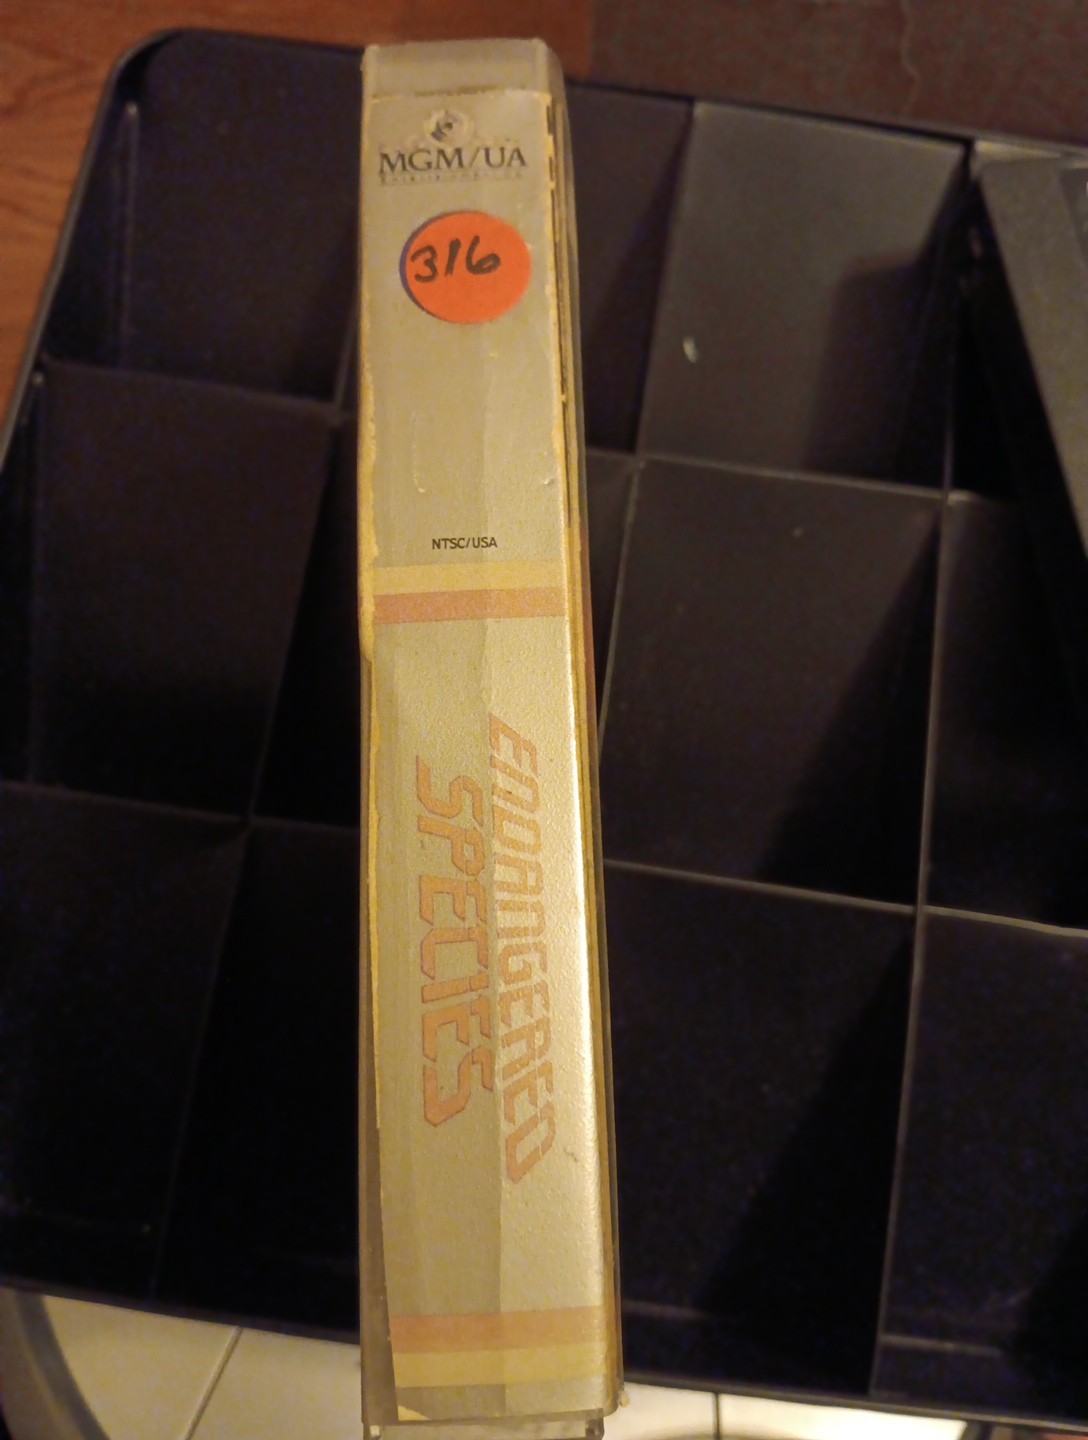 MGM/UA
316
NTSC/USA
ENDANGERED
SPECIES